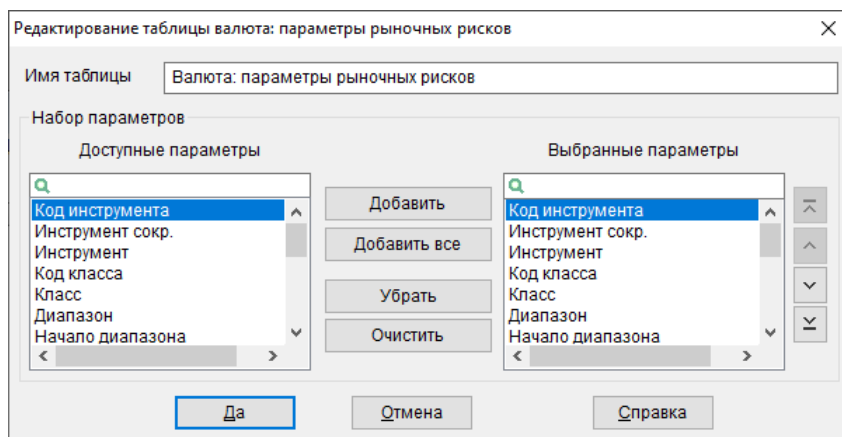 Редактирование таблицы валюта: параметры рыночных рисков
Имя таблицы
Валюта: параметры рыночных рисков
Набор параметров
Доступные параметры
Код инструмента
Инструмент сокр.
Инструмент
Код класса
Класс
Диапазон
Начало диапазона
Добавить
Добавить все
Убрать
Очистить
Выбранные параметры
Код инструмента
Инструмент сокр.
Инструмент
Код класса
Класс
Диапазон
Начало диапазона
Да
Отмена
Справка